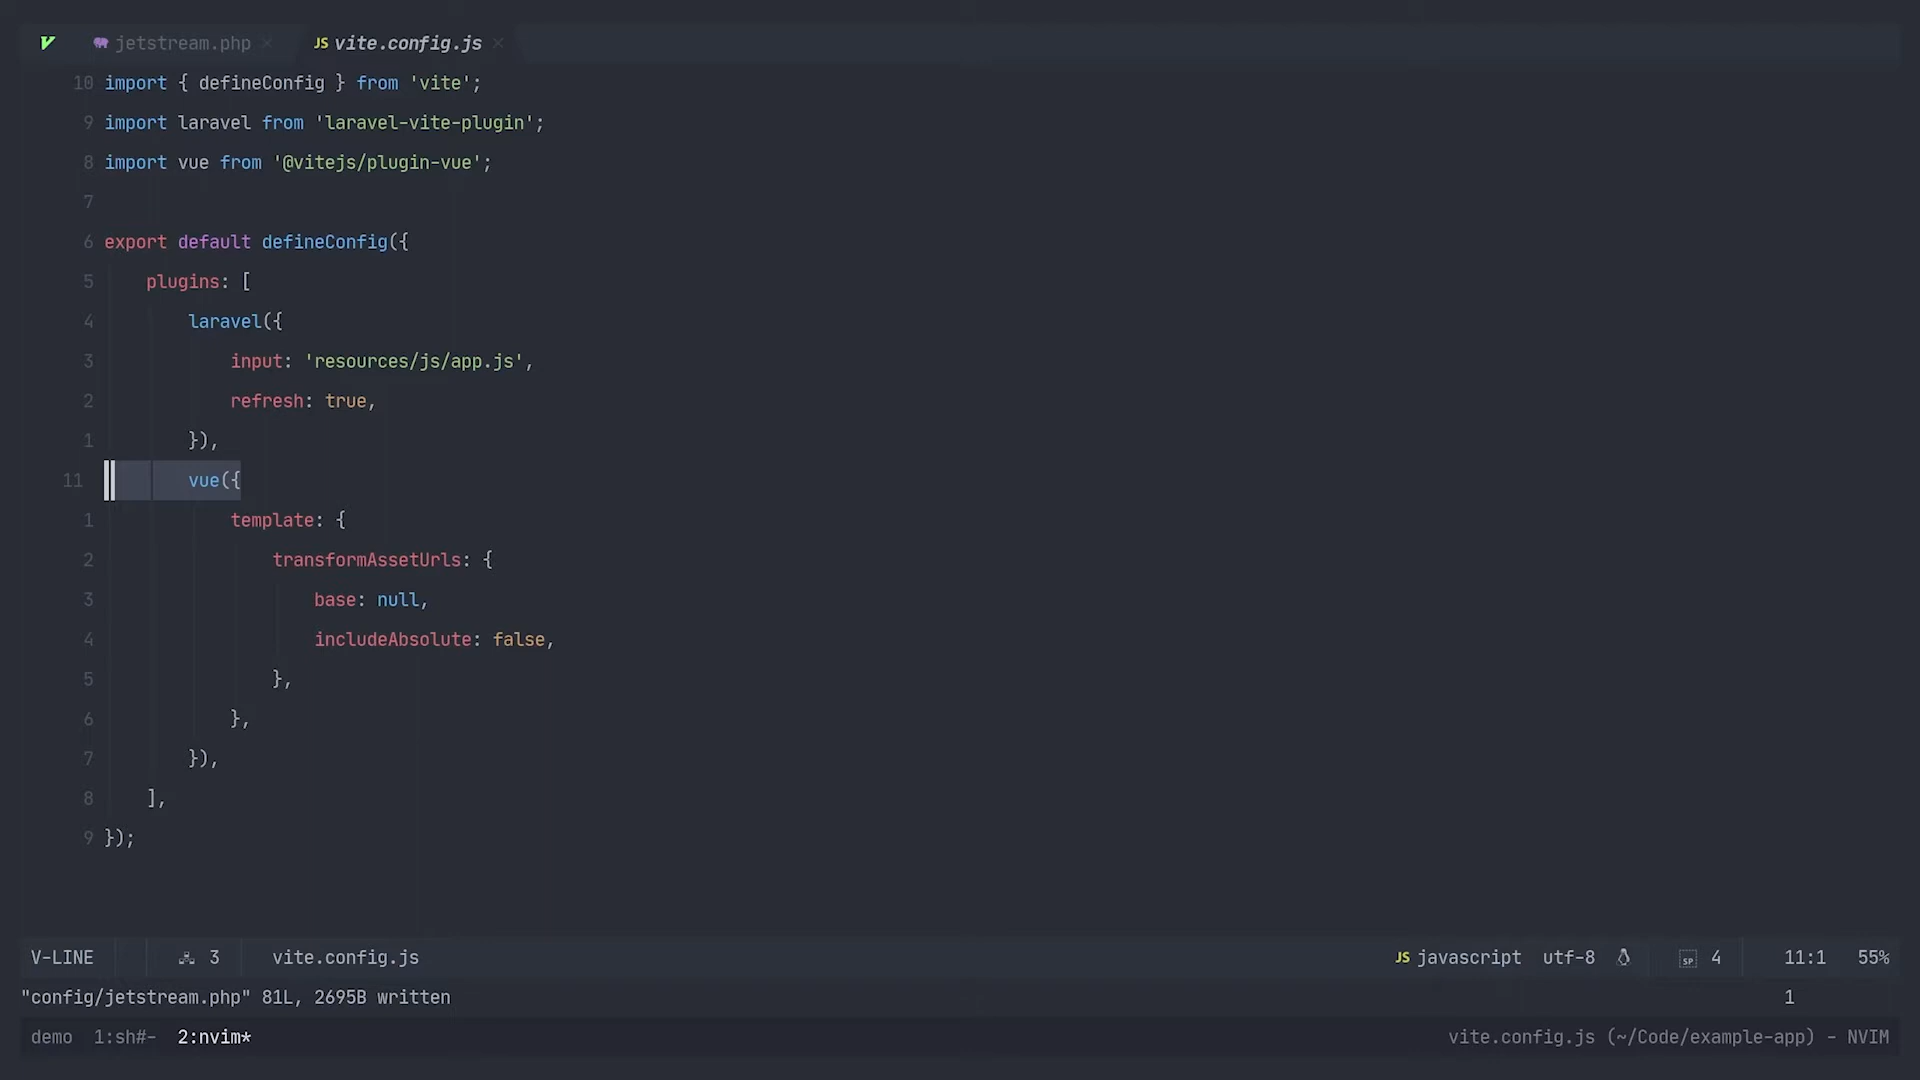 jetstream.php × JS vite.config.js ×
10 import { defineConfig } from 'vite';
9 import laravel from 'laravel-vite-plugin';
8 import vue from '@vitejs/plugin-vue';
7
6 export default defineConfig({
5 plugins: [
4 laravel({
3 input: 'resources/js/app.js',
2 refresh: true,
1 }),
11 vue({
1 template: {
2 transformAssetUrls: {
3 base: null,
4 includeAbsolute: false,
5 },
6 },
7 }),
8 ],
9 });
V-LINE 3 vite.config.js JS javascript utf-8 SP 4 11:1 55%
"config/jetstream.php" 81L, 2695B written 1
demo 1:sh#- 2:nvim* vite.config.js (~/Code/example-app) - NVIM